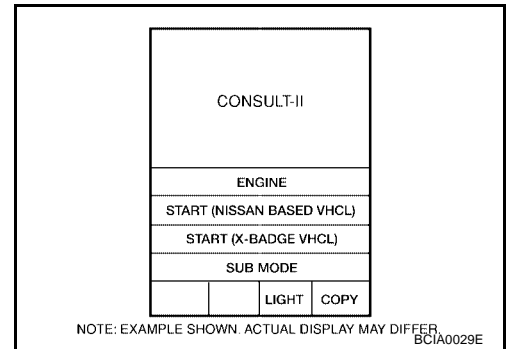 CONSULT-II
ENGINE
START (NISSAN BASED VHCL)
START (X-BADGE VHCL)
SUB MODE
LIGHT COPY
NOTE: EXAMPLE SHOWN. ACTUAL DISPLAY MAY DIFFER.
BCIA0029E